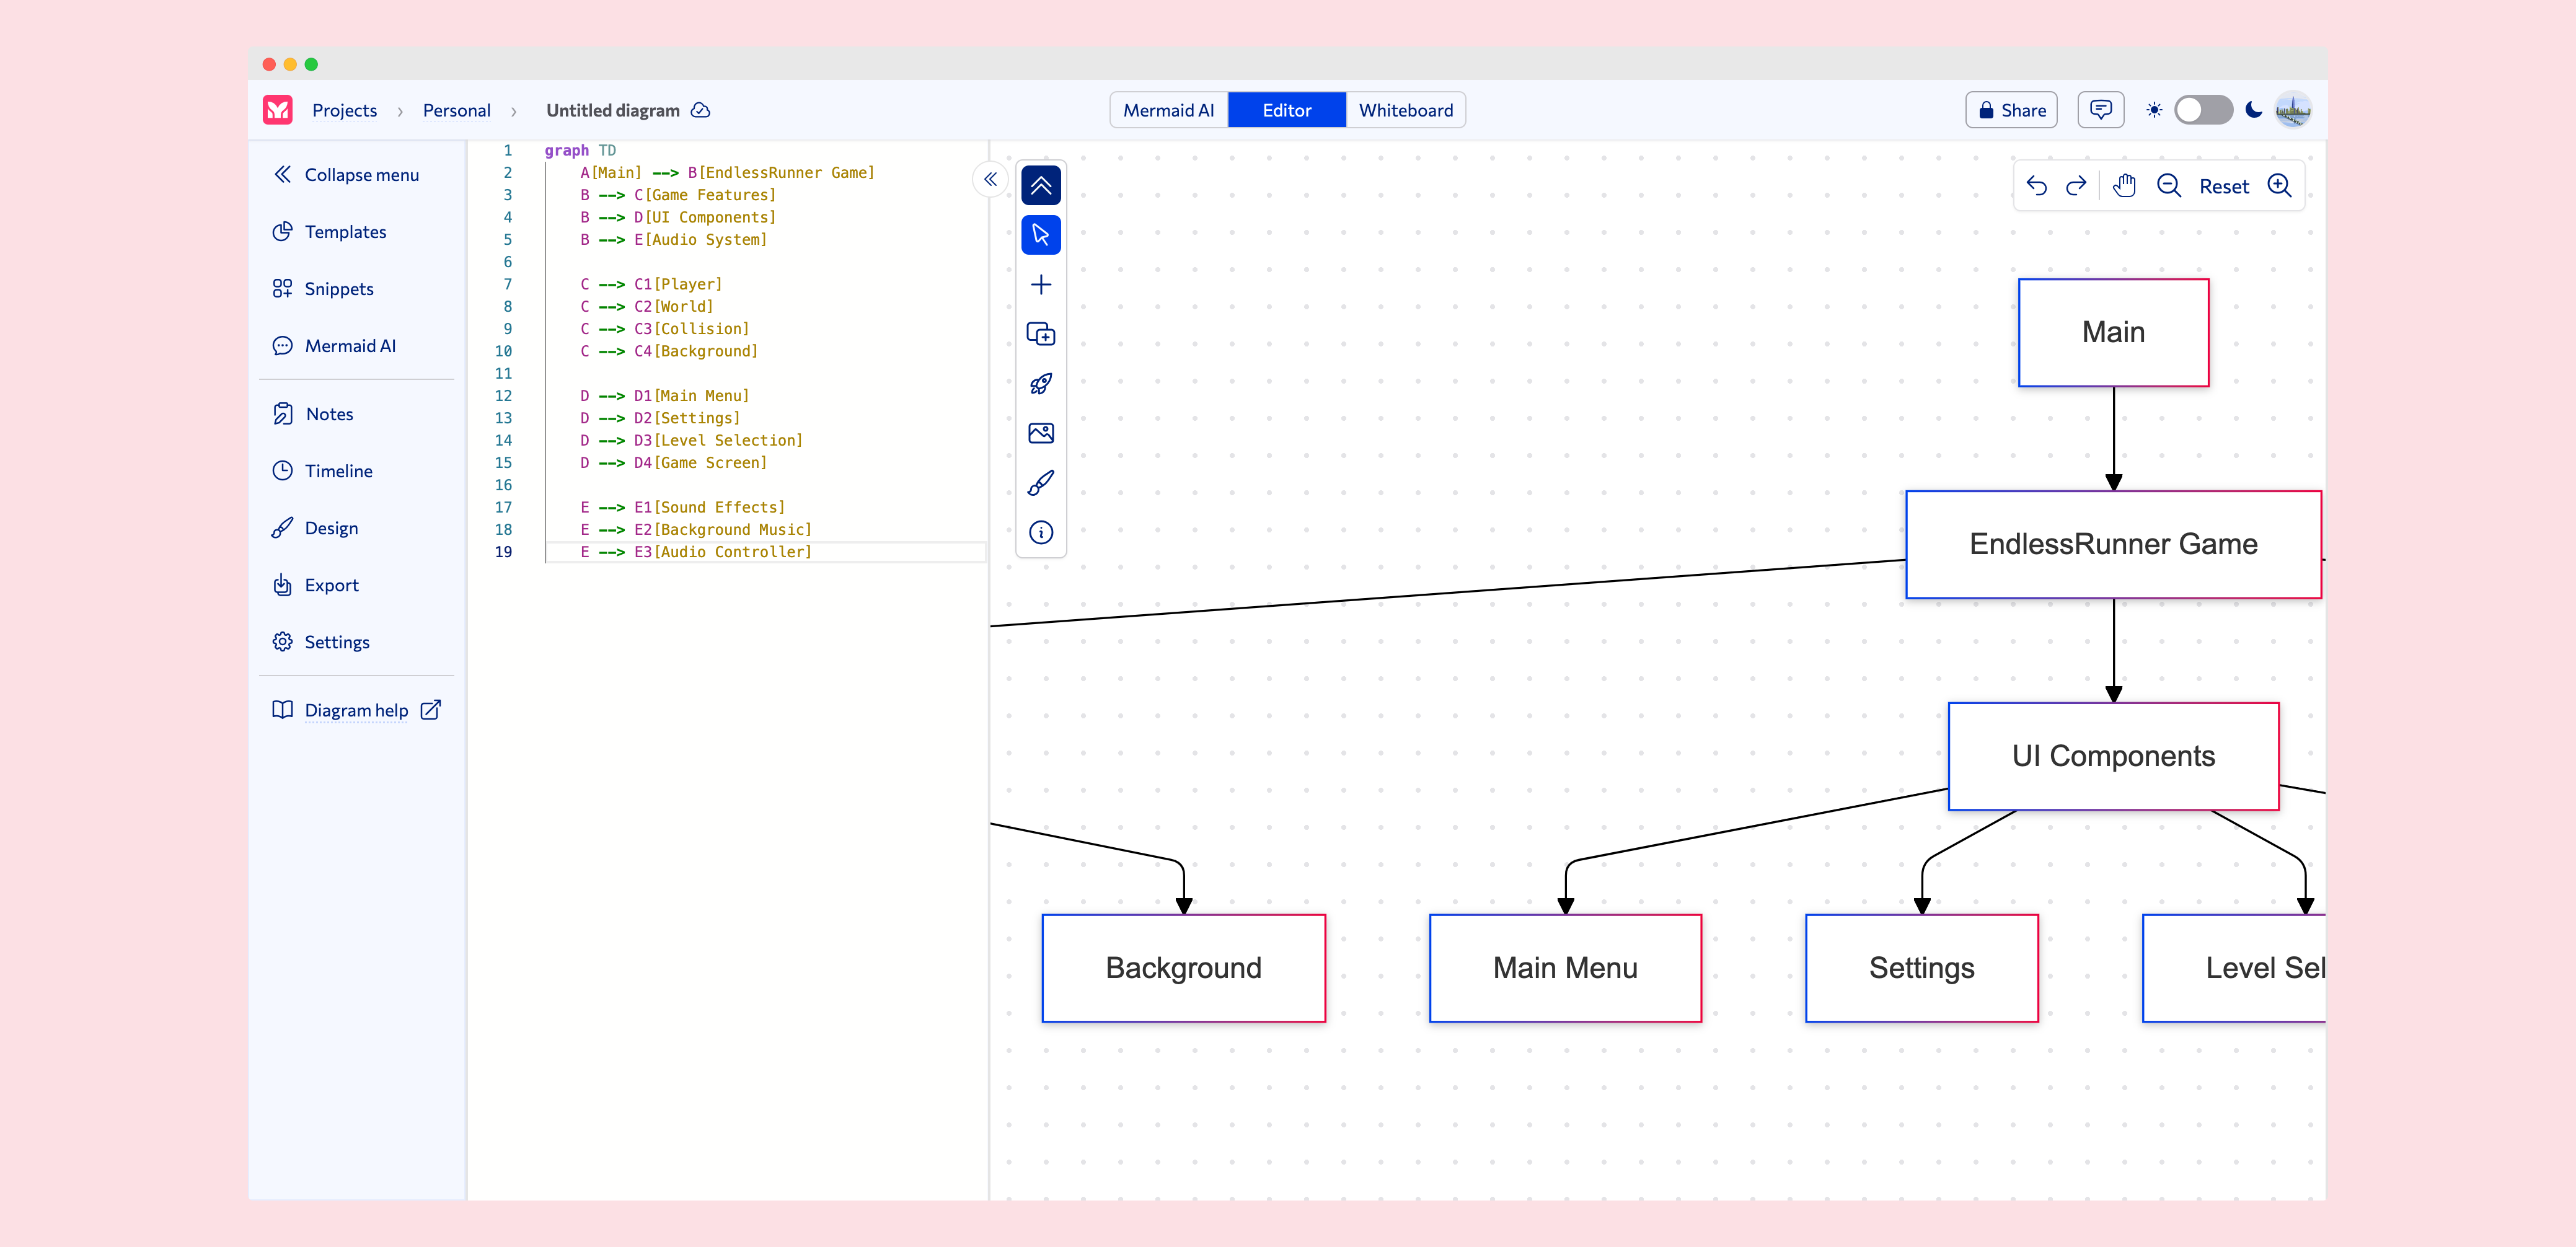 Projects › Personal › Untitled diagram
Mermaid AI Editor Whiteboard
Share
Collapse menu
Templates
Snippets
Mermaid AI
Notes
Timeline
Design
Export
Settings
Diagram help
1 graph TD
2 A[Main] --> B[EndlessRunner Game]
3 B --> C[Game Features]
4 B --> D[UI Components]
5 B --> E[Audio System]
6
7 C --> C1[Player]
8 C --> C2[World]
9 C --> C3[Collision]
10 C --> C4[Background]
11
12 D --> D1[Main Menu]
13 D --> D2[Settings]
14 D --> D3[Level Selection]
15 D --> D4[Game Screen]
16
17 E --> E1[Sound Effects]
18 E --> E2[Background Music]
19 E --> E3[Audio Controller]
Reset
Main
EndlessRunner Game
UI Components
Background Main Menu Settings Level Sel